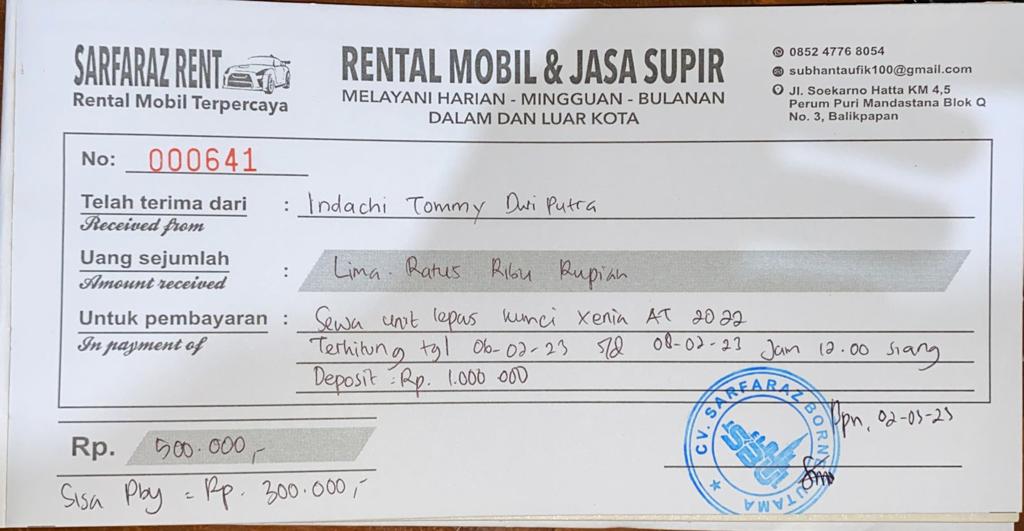 SARFARAZ RENT
Rental Mobil Terpercaya
RENTAL MOBIL & JASA SUPIR
MELAYANI HARIAN - MINGGUAN - BULANAN
DALAM DAN LUAR KOTA
0852 4776 8054
subhantaufik100@gmail.com
Jl. Soekarno Hatta KM 4,5
Perum Puri Mandastana Blok Q
No. 3, Balikpapan
No: 000641
Telah terima dari : Indachi Tommy Dwi Putra
Received from
Uang sejumlah : Lima Ratus Ribu Rupiah
Amount received
Untuk pembayaran : Sewa unit lepas kunci Xenia AT 2022
In payment of
Terhitung tgl 06-02-23 s/d 08-02-23 Jam 12.00 siang
Deposit : Rp. 1.000.000
Bpn, 02-03-23
Rp. 500.000,-
Sisa Pby = Rp. 300.000,-
CV. SARFARAZ BORNEO UTAMA